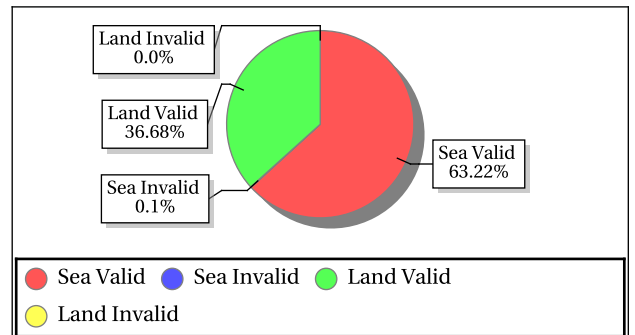 Land Invalid
0.0%
Land Valid
36.68%
Sea Invalid
0.1%
Sea Valid
63.22%
Sea Valid
Sea Invalid
Land Valid
Land Invalid